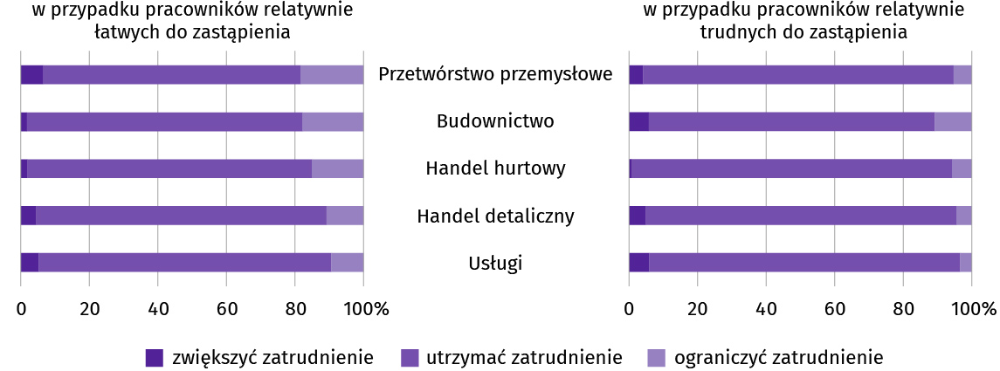 w przypadku pracowników relatywnie
łatwych do zastąpienia
w przypadku pracowników relatywnie
trudnych do zastąpienia
Przetwórstwo przemysłowe
Budownictwo
Handel hurtowy
Handel detaliczny
Usługi
0 20 40 60 80 100%
0 20 40 60 80 100%
zwiększyć zatrudnienie utrzymać zatrudnienie ograniczyć zatrudnienie